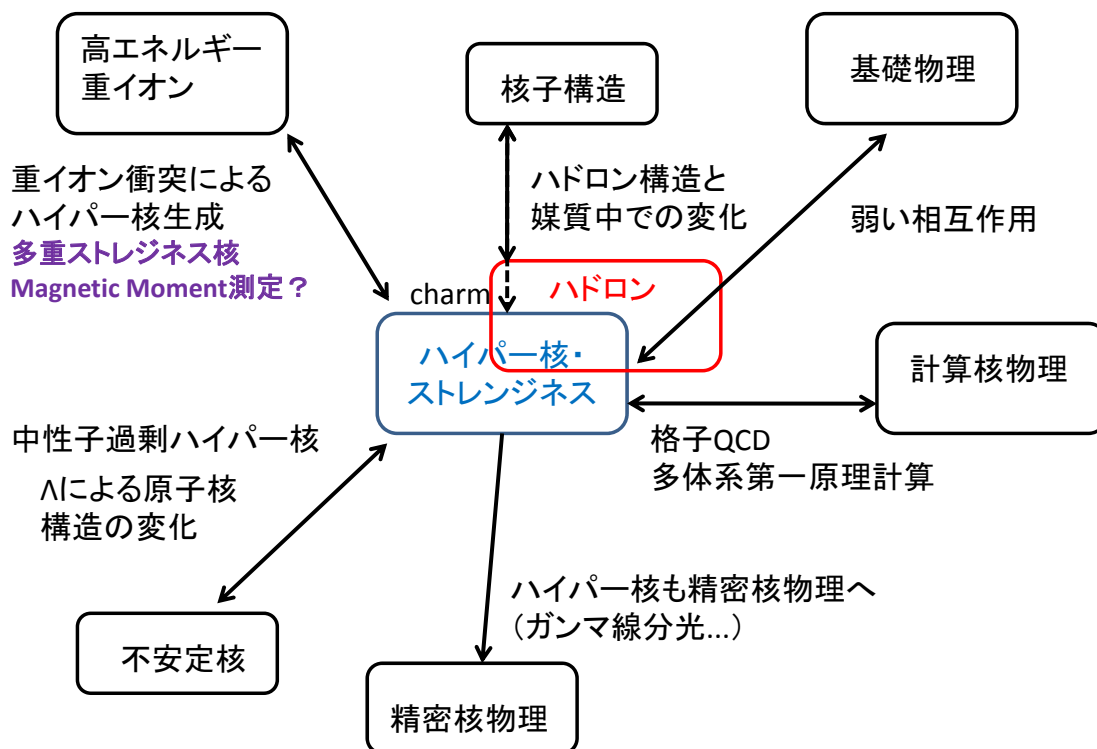 高エネルギー
重イオン
核子構造
基礎物理
重イオン衝突による
ハイパー核生成
多重ストレジネス核
Magnetic Moment測定？
ハドロン構造と
媒質中での変化
弱い相互作用
charm
ハドロン
ハイパー核・
ストレンジネス
計算核物理
格子QCD
多体系第一原理計算
中性子過剰ハイパー核
Λによる原子核
構造の変化
ハイパー核も精密核物理へ
（ガンマ線分光...）
不安定核
精密核物理